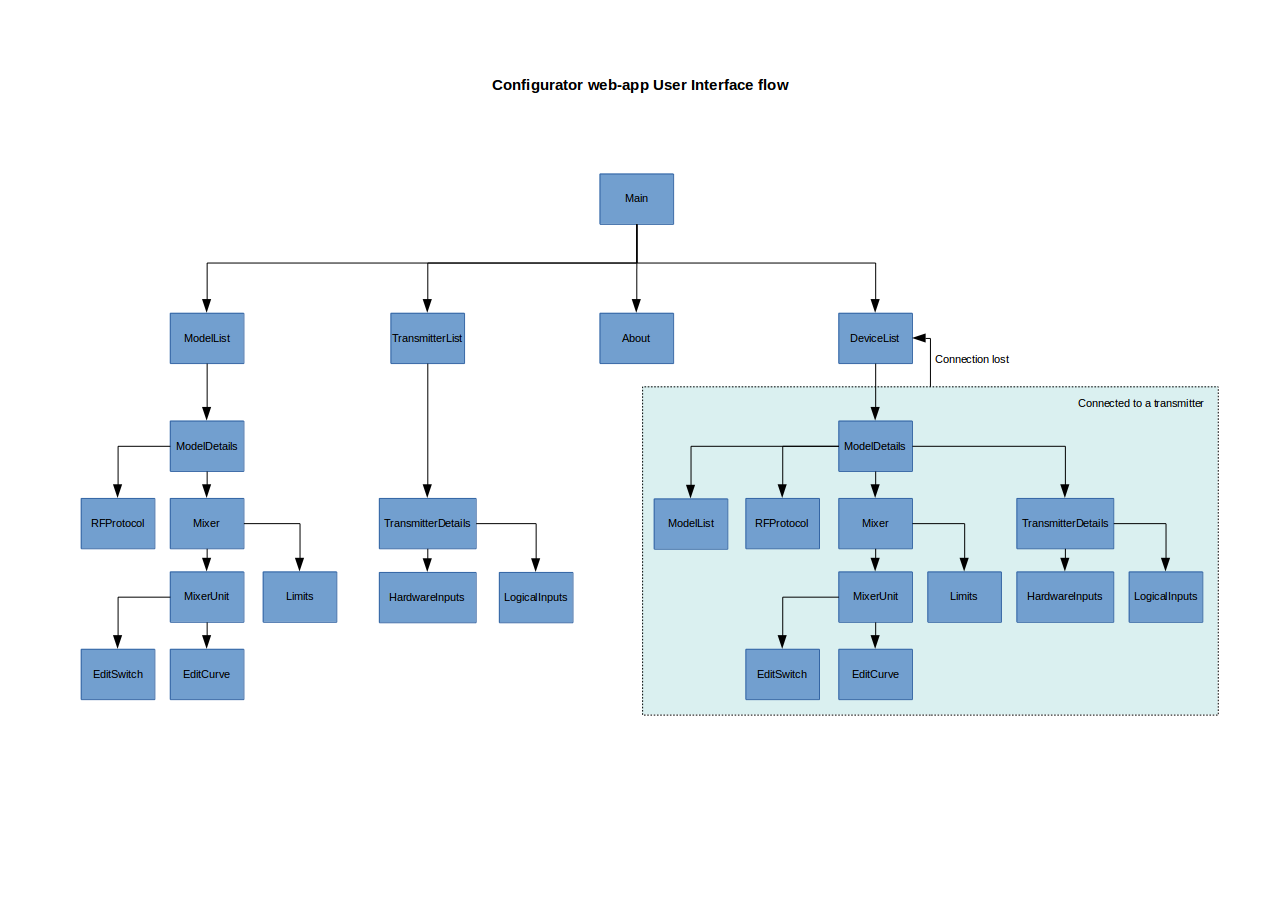 Configurator web-app User Interface flow
Main
ModelList
TransmitterList
About
DeviceList
Connection lost
Connected to a transmitter
ModelDetails
ModelDetails
RFProtocol
Mixer
TransmitterDetails
ModelList
RFProtocol
Mixer
TransmitterDetails
MixerUnit
Limits
HardwareInputs
LogicalInputs
MixerUnit
Limits
HardwareInputs
LogicalInputs
EditSwitch
EditCurve
EditSwitch
EditCurve